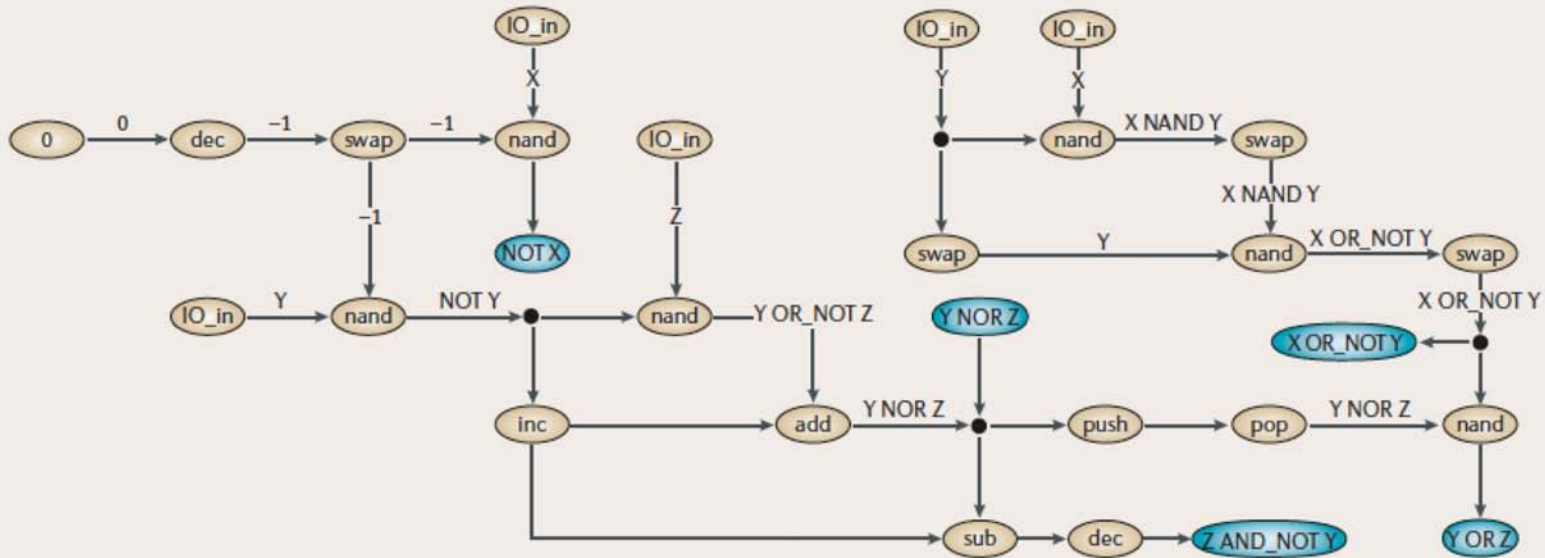 IO_in
IO_in
IO_in
X
Y
X
0
0
dec
−1
swap
−1
nand
IO_in
nand
X NAND Y
swap
−1
Z
X NAND Y
NOT X
swap
Y
nand
X OR_NOT Y
swap
X OR_NOT Y
IO_in
Y
nand
NOT Y
nand
Y OR_NOT Z
Y NOR Z
X OR_NOT Y
inc
add
Y NOR Z
push
pop
Y NOR Z
nand
sub
dec
Z AND_NOT Y
Y OR Z